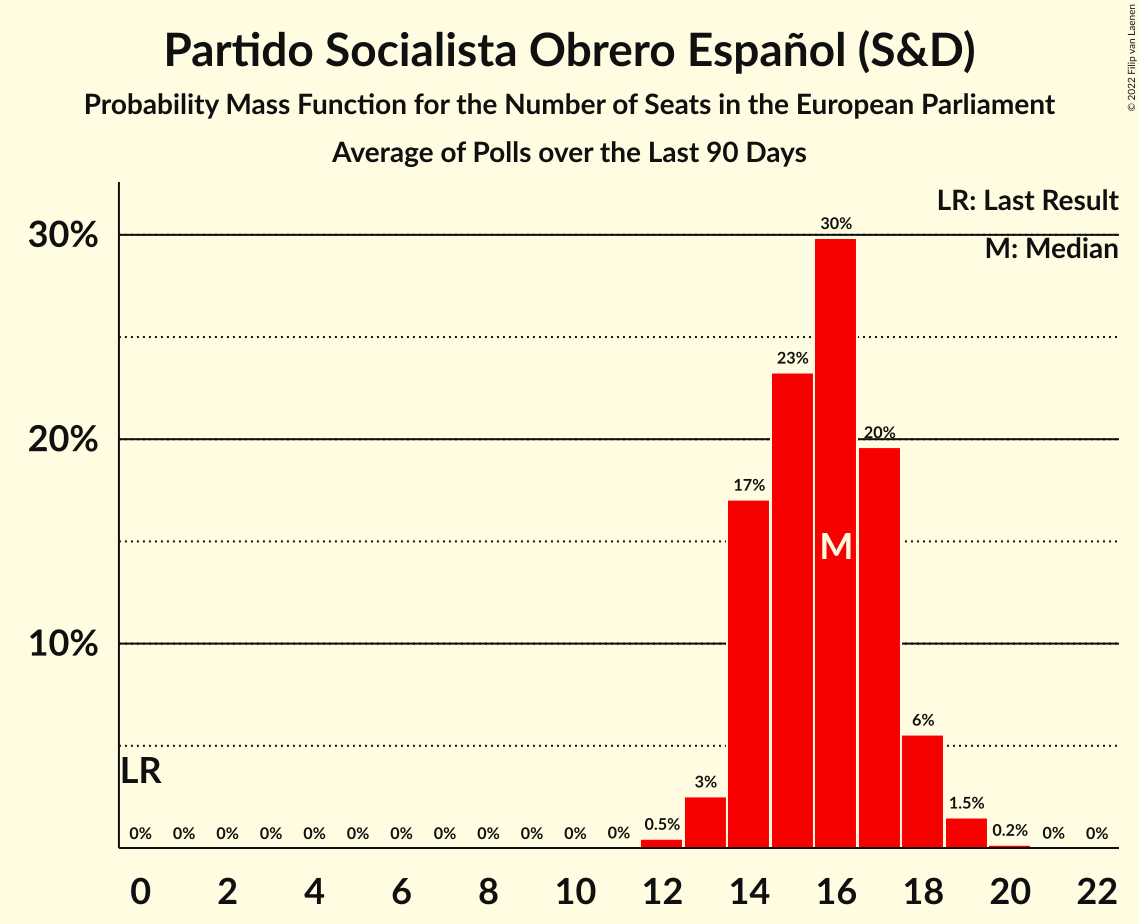 Partido Socialista Obrero Español (S&D)
Probability Mass Function for the Number of Seats in the European Parliament
Average of Polls over the Last 90 Days
© 2022 Filip van Laenen
LR: Last Result
M: Median
30%
20%
10%
LR
M
0% 0% 0% 0% 0% 0% 0% 0% 0% 0% 0% 0% 0.5% 3% 17% 23% 30% 20% 6% 1.5% 0.2% 0% 0%
0 2 4 6 8 10 12 14 16 18 20 22